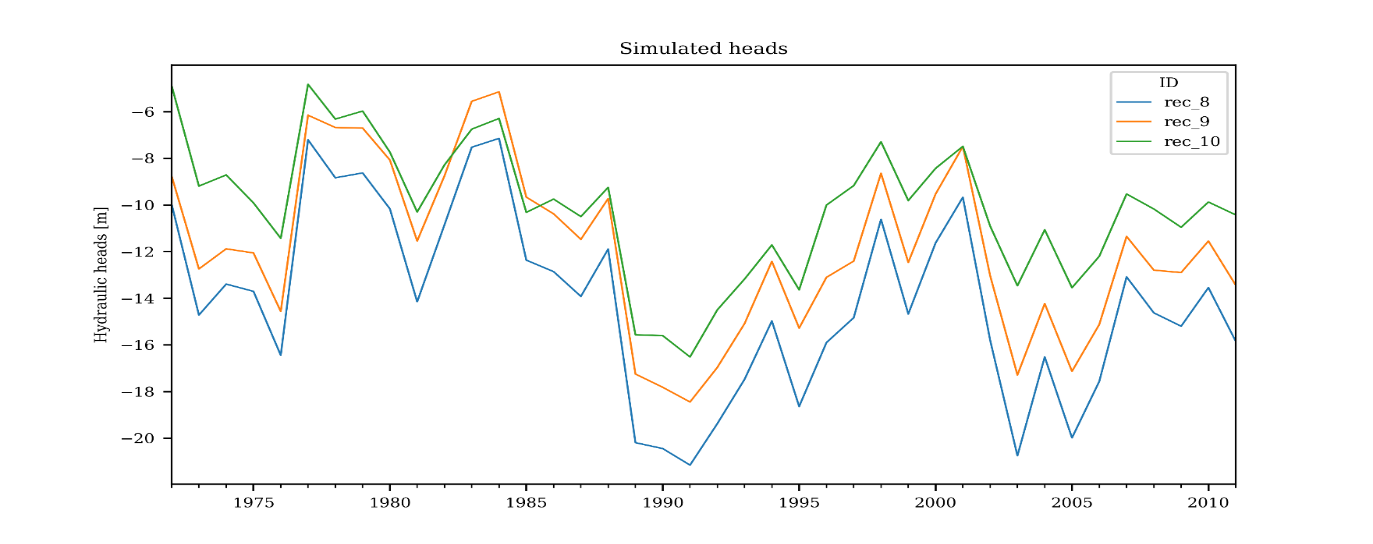 Simulated heads
Hydraulic heads [m]
−6
−8
−10
−12
−14
−16
−18
−20
ID
rec_8
rec_9
rec_10
1975 1980 1985 1990 1995 2000 2005 2010